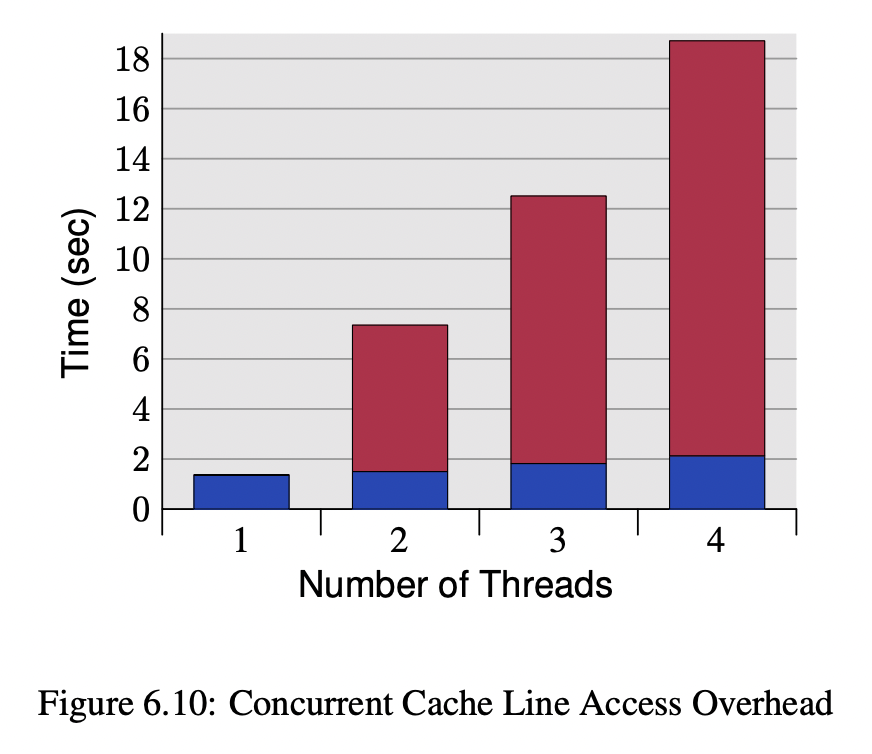 18
16
14
12
10
8
6
4
2
0
Time (sec)
1 2 3 4
Number of Threads
Figure 6.10: Concurrent Cache Line Access Overhead